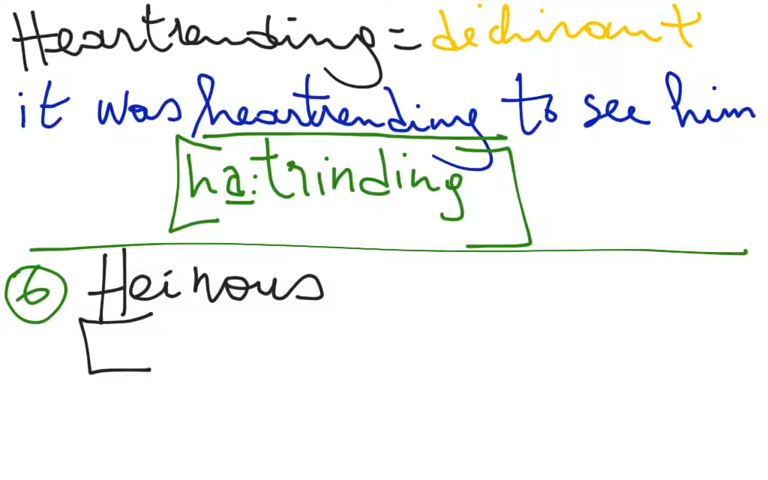 Heartrending = déchirant
it was heartrending to see him
[ha:trinding]
6 Heinous
[